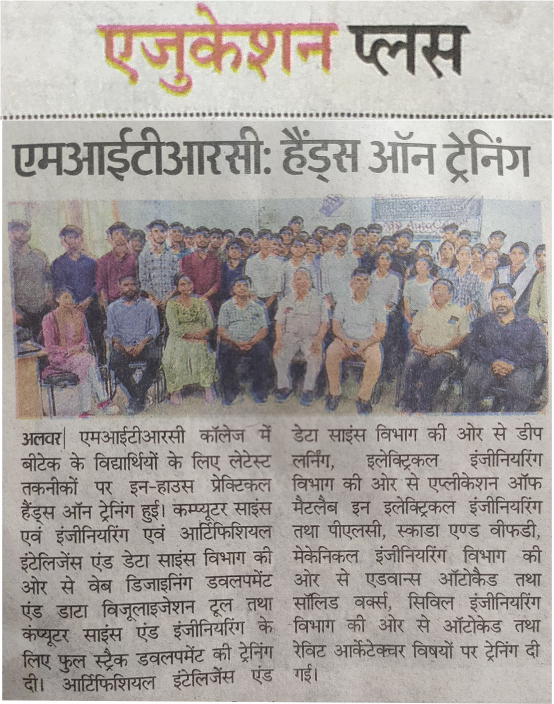 एजुकेशन प्लस
एमआईटीआरसी: हैंड्स ऑन ट्रेनिंग
अलवर| एमआईटीआरसी कॉलेज में
बीटेक के विद्यार्थियों के लिए लेटेस्ट
तकनीकों पर इन-हाउस प्रेक्टिकल
हैंड्स ऑन ट्रेनिंग हुई। कम्प्यूटर साइंस
एवं इंजीनियरिंग एवं आर्टिफिशियल
इंटेलिजेंस एंड डेटा साइंस विभाग की
ओर से वेब डिजाइनिंग डवलपमेंट
एंड डाटा विजूलाइजेशन टूल तथा
कंप्यूटर साइंस एंड इंजीनियरिंग के
लिए फुल स्ट्रैक डवलपमेंट की ट्रेनिंग
दी। आर्टिफिशियल इंटेलिजेंस एंड
डेटा साइंस विभाग की ओर से डीप
लर्निंग, इलेक्ट्रिकल इंजीनियरिंग
विभाग की ओर से एप्लीकेशन ऑफ
मैटलैब इन इलेक्ट्रिकल इंजीनियरिंग
तथा पीएलसी, स्काडा एण्ड वीफडी,
मेकेनिकल इंजीनियरिंग विभाग की
ओर से एडवान्स ऑटोकैड तथा
सॉलिड वर्क्स, सिविल इंजीनियरिंग
विभाग की ओर से ऑटोकेड तथा
रेविट आर्केटेक्चर विषयों पर ट्रेनिंग दी
गई।